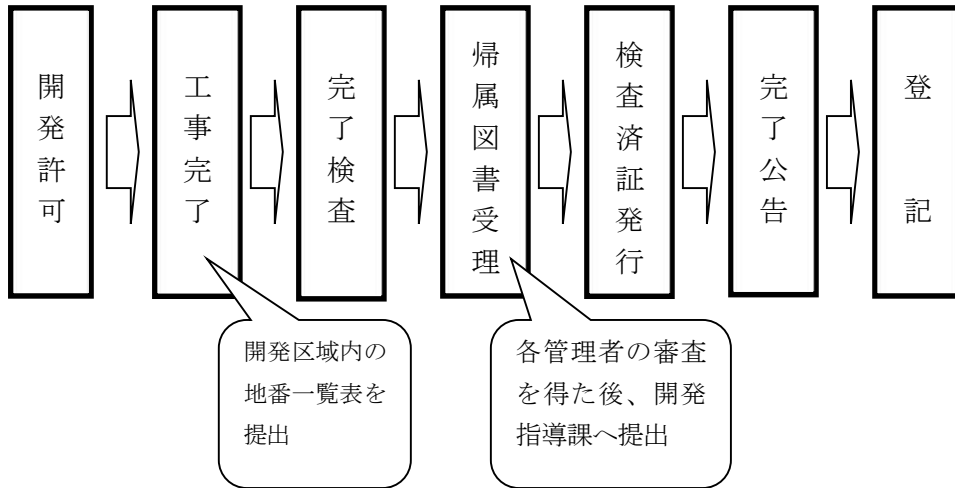 開発許可
工事完了
完了検査
帰属図書受理
検査済証発行
完了公告
登記
開発区域内の
地番一覧表を
提出
各管理者の審査
を得た後、開発
指導課へ提出